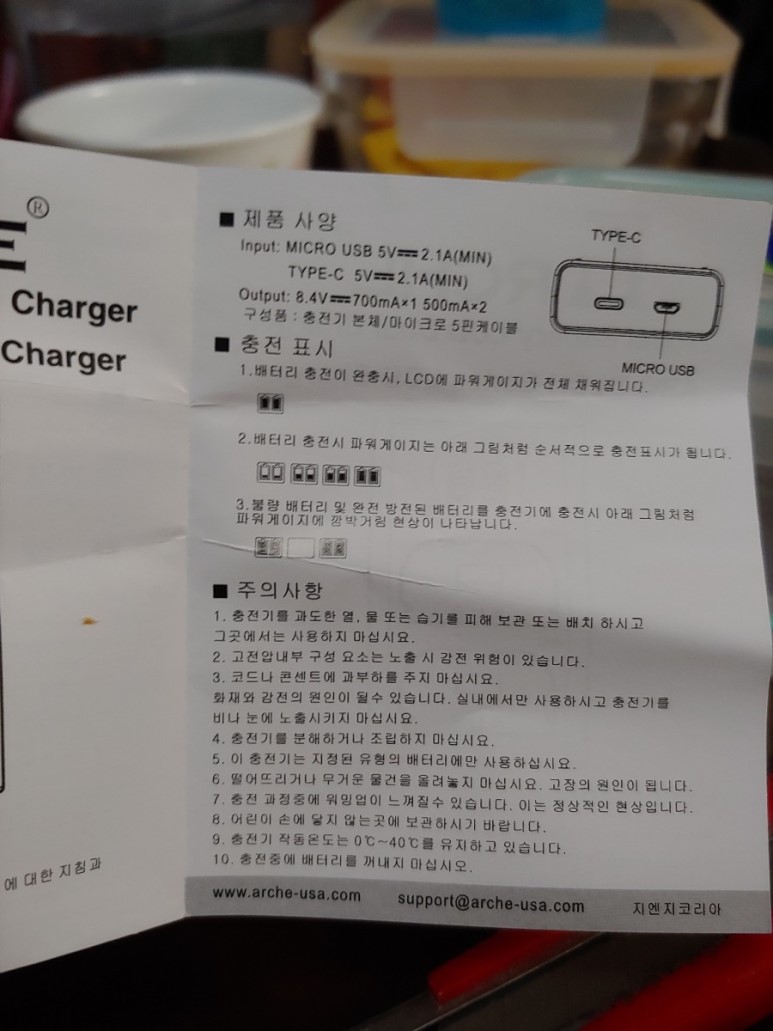 ®
E
Charger
Charger
에 대한 지침과
■ 제품 사양
Input: MICRO USB 5V⎓2.1A(MIN)
TYPE-C 5V⎓2.1A(MIN)
Output: 8.4V⎓700mA×1 500mA×2
구성품 : 충전기 본체/마이크로 5핀케이블
TYPE-C
MICRO USB
■ 충전 표시
1.배터리 충전이 완충시, LCD에 파워게이지가 전체 채워집니다.
2.배터리 충전시 파워게이지는 아래 그림처럼 순서적으로 충전표시가 됩니다.
3.불량 배터리 및 완전 방전된 배터리를 충전기에 충전시 아래 그림처럼
파워게이지에 깜박거림 현상이 나타납니다.
■ 주의사항
1. 충전기를 과도한 열, 물 또는 습기를 피해 보관 또는 배치 하시고
그곳에서는 사용하지 마십시요.
2. 고전압내부 구성 요소는 노출 시 감전 위험이 있습니다.
3. 코드나 콘센트에 과부하를 주지 마십시요.
화재와 감전의 원인이 될수 있습니다. 실내에서만 사용하시고 충전기를
비나 눈에 노출시키지 마십시요.
4. 충전기를 분해하거나 조립하지 마십시요.
5. 이 충전기는 지정된 유형의 배터리에만 사용하십시요.
6. 떨어뜨리거나 무거운 물건을 올려놓지 마십시요. 고장의 원인이 됩니다.
7. 충전 과정중에 워밍업이 느껴질수 있습니다. 이는 정상적인 현상입니다.
8. 어린이 손에 닿지 않는곳에 보관하시기 바랍니다.
9. 충전기 작동온도는 0℃~40℃를 유지하고 있습니다.
10. 충전중에 배터리를 꺼내지 마십시오.
www.arche-usa.com support@arche-usa.com 지엔지코리아